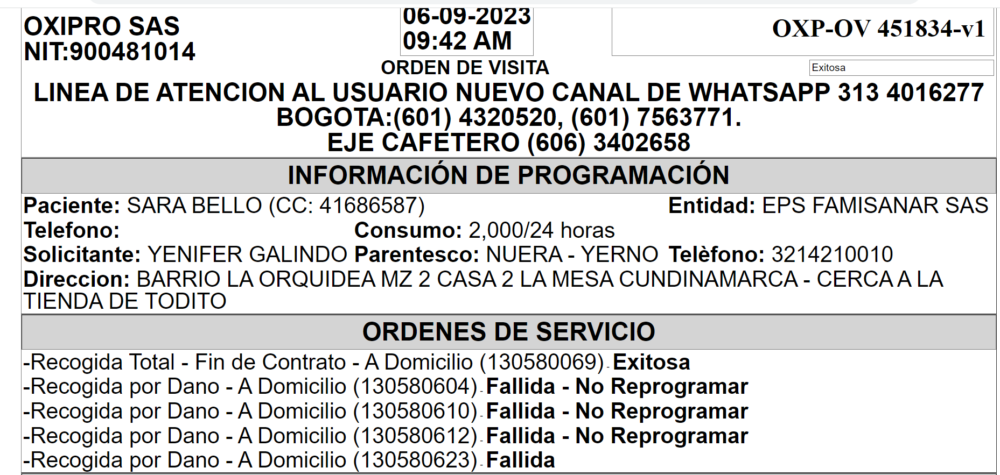 OXIPRO SAS
NIT:900481014
06-09-2023
09:42 AM
OXP-OV 451834-v1
ORDEN DE VISITA
Exitosa
LINEA DE ATENCION AL USUARIO NUEVO CANAL DE WHATSAPP 313 4016277
BOGOTA:(601) 4320520, (601) 7563771.
EJE CAFETERO (606) 3402658
INFORMACIÓN DE PROGRAMACIÓN
Paciente: SARA BELLO (CC: 41686587) Entidad: EPS FAMISANAR SAS
Telefono: Consumo: 2,000/24 horas
Solicitante: YENIFER GALINDO Parentesco: NUERA - YERNO Telèfono: 3214210010
Direccion: BARRIO LA ORQUIDEA MZ 2 CASA 2 LA MESA CUNDINAMARCA - CERCA A LA
TIENDA DE TODITO
ORDENES DE SERVICIO
-Recogida Total - Fin de Contrato - A Domicilio (130580069) - Exitosa
-Recogida por Dano - A Domicilio (130580604) - Fallida - No Reprogramar
-Recogida por Dano - A Domicilio (130580610) - Fallida - No Reprogramar
-Recogida por Dano - A Domicilio (130580612) - Fallida - No Reprogramar
-Recogida por Dano - A Domicilio (130580623) - Fallida